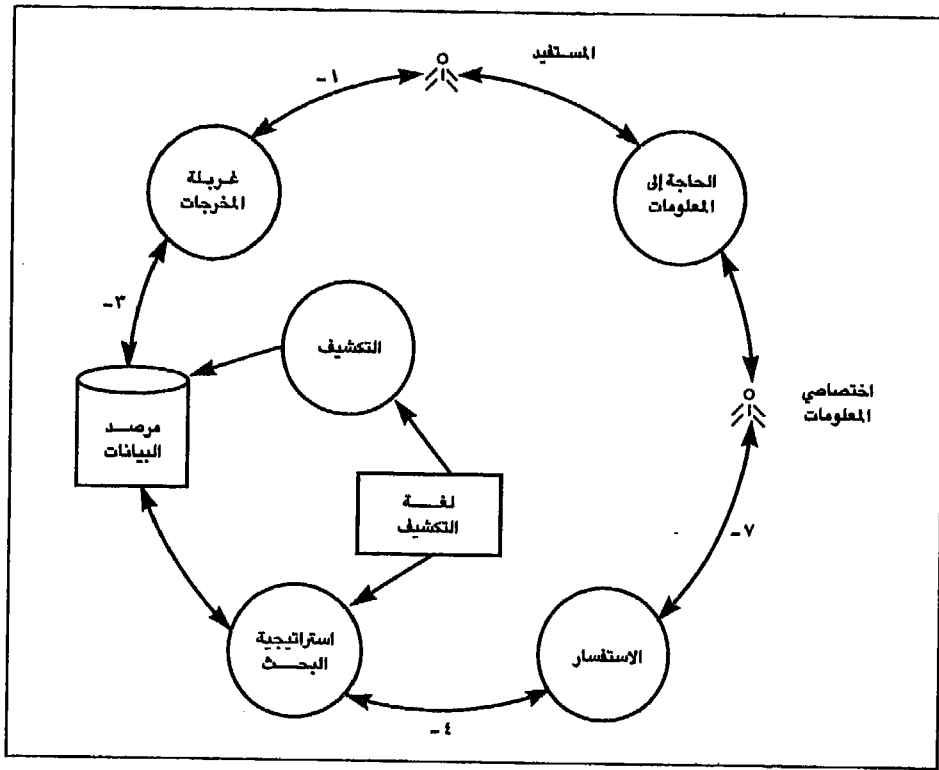 المستفيد
١-
غربلة
المخرجات
الحاجة إلى
المعلومات
٣-
التكشيف
اختصاصي
المعلومات
مرصد
البيانات
لغة
التكشيف
٧-
استراتيجية
البحث
الاستفسار
٤-